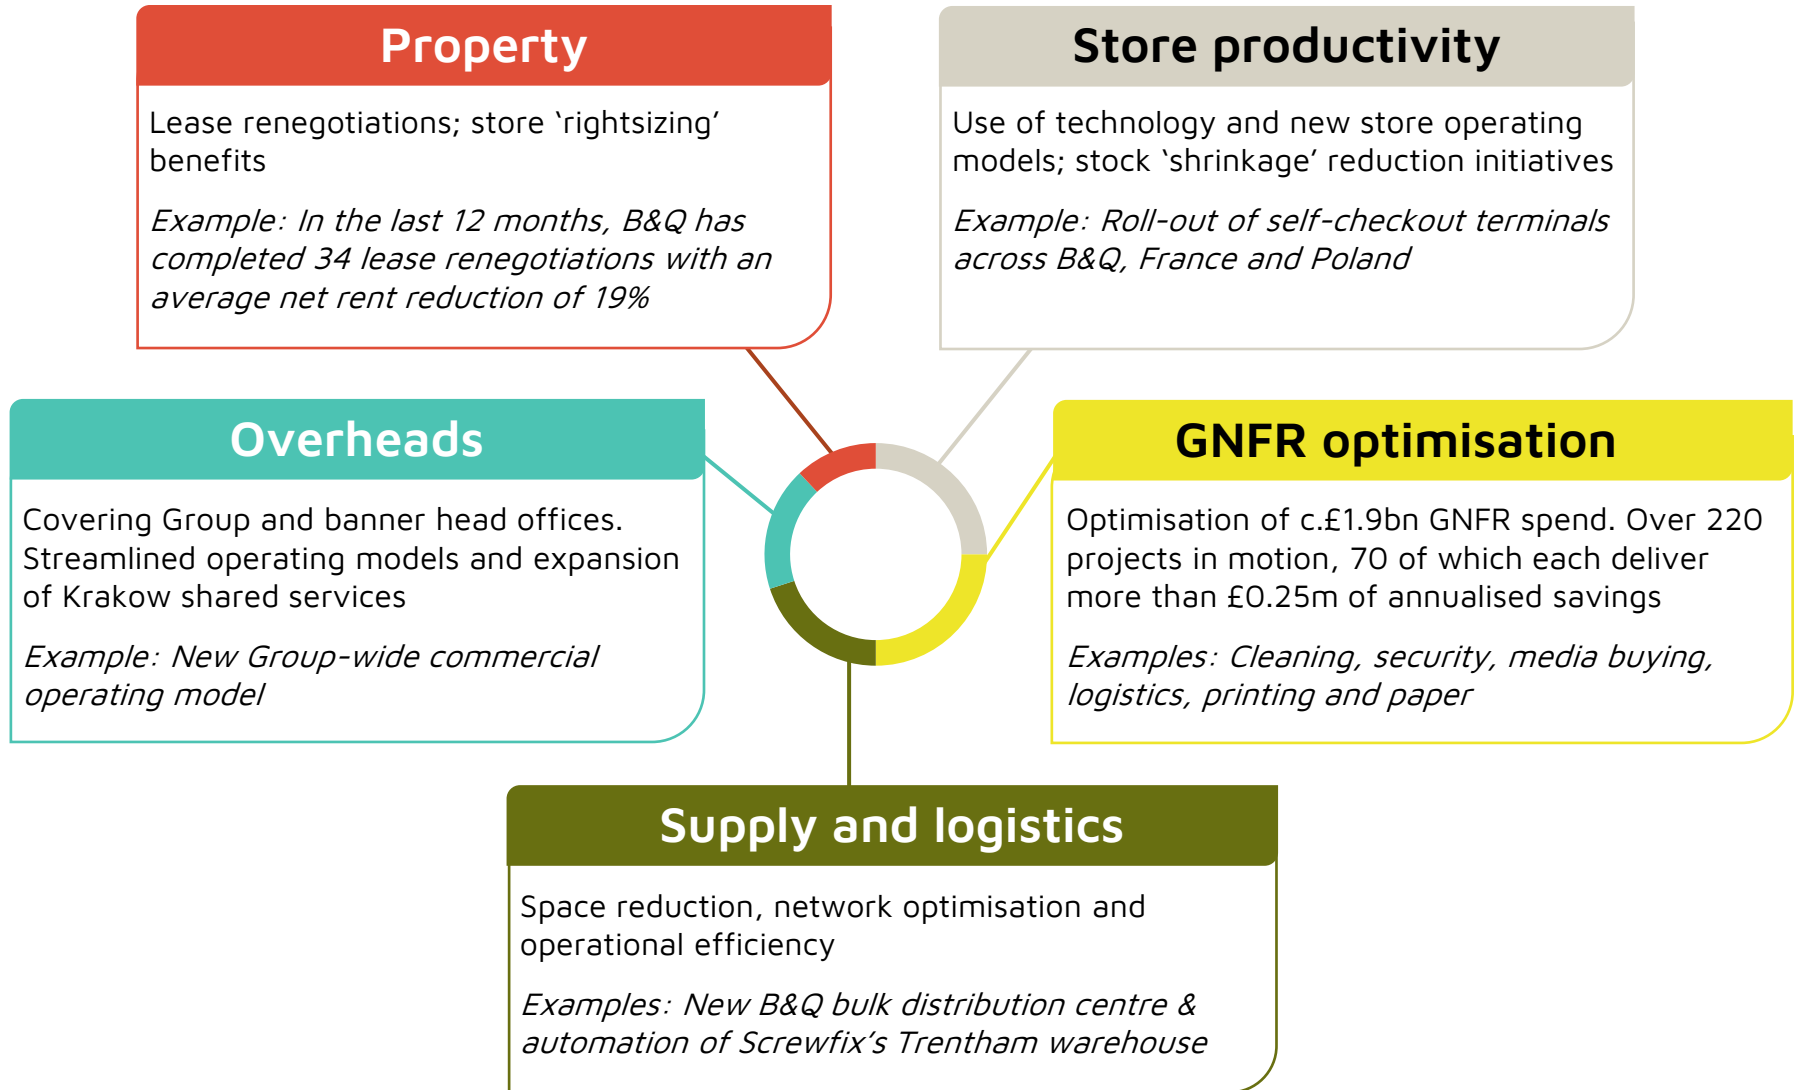 Property
Lease renegotiations; store ‘rightsizing’
benefits
Example: In the last 12 months, B&Q has
completed 34 lease renegotiations with an
average net rent reduction of 19%
Store productivity
Use of technology and new store operating
models; stock ‘shrinkage’ reduction initiatives
Example: Roll-out of self-checkout terminals
across B&Q, France and Poland
Overheads
Covering Group and banner head offices.
Streamlined operating models and expansion
of Krakow shared services
Example: New Group-wide commercial
operating model
GNFR optimisation
Optimisation of c.£1.9bn GNFR spend. Over 220
projects in motion, 70 of which each deliver
more than £0.25m of annualised savings
Examples: Cleaning, security, media buying,
logistics, printing and paper
Supply and logistics
Space reduction, network optimisation and
operational efficiency
Examples: New B&Q bulk distribution centre &
automation of Screwfix’s Trentham warehouse